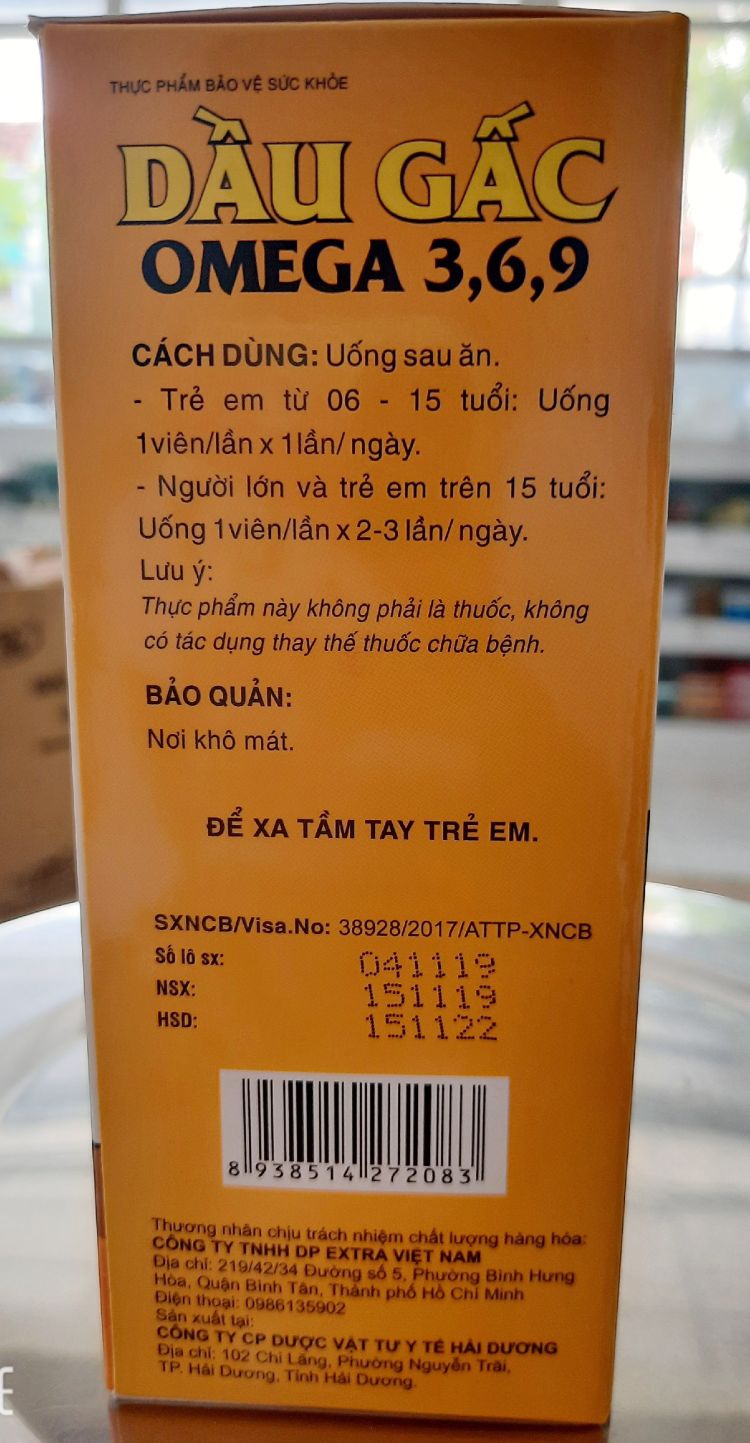 THỰC PHẨM BẢO VỆ SỨC KHỎE
DẦU GẤC
OMEGA 3,6,9
CÁCH DÙNG: Uống sau ăn.
- Trẻ em từ 06 - 15 tuổi: Uống
1viên/lần x 1lần/ ngày.
- Người lớn và trẻ em trên 15 tuổi:
Uống 1viên/lần x 2-3 lần/ ngày.
Lưu ý:
Thực phẩm này không phải là thuốc, không
có tác dụng thay thế thuốc chữa bệnh.
BẢO QUẢN:
Nơi khô mát.
ĐỂ XA TẦM TAY TRẺ EM.
SXNCB/Visa.No: 38928/2017/ATTP-XNCB
Số lô sx: 041119
NSX: 151119
HSD: 151122
8 938514 272083
Thương nhân chịu trách nhiệm chất lượng hàng hóa:
CÔNG TY TNHH DP EXTRA VIỆT NAM
Địa chỉ: 219/42/34 Đường số 5, Phường Bình Hưng
Hòa, Quận Bình Tân, Thành phố Hồ Chí Minh
Điện thoại: 0986135902
Sản xuất tại:
CÔNG TY CP DƯỢC VẬT TƯ Y TẾ HẢI DƯƠNG
Địa chỉ: 102 Chi Lăng, Phường Nguyễn Trãi,
TP. Hải Dương, Tỉnh Hải Dương.